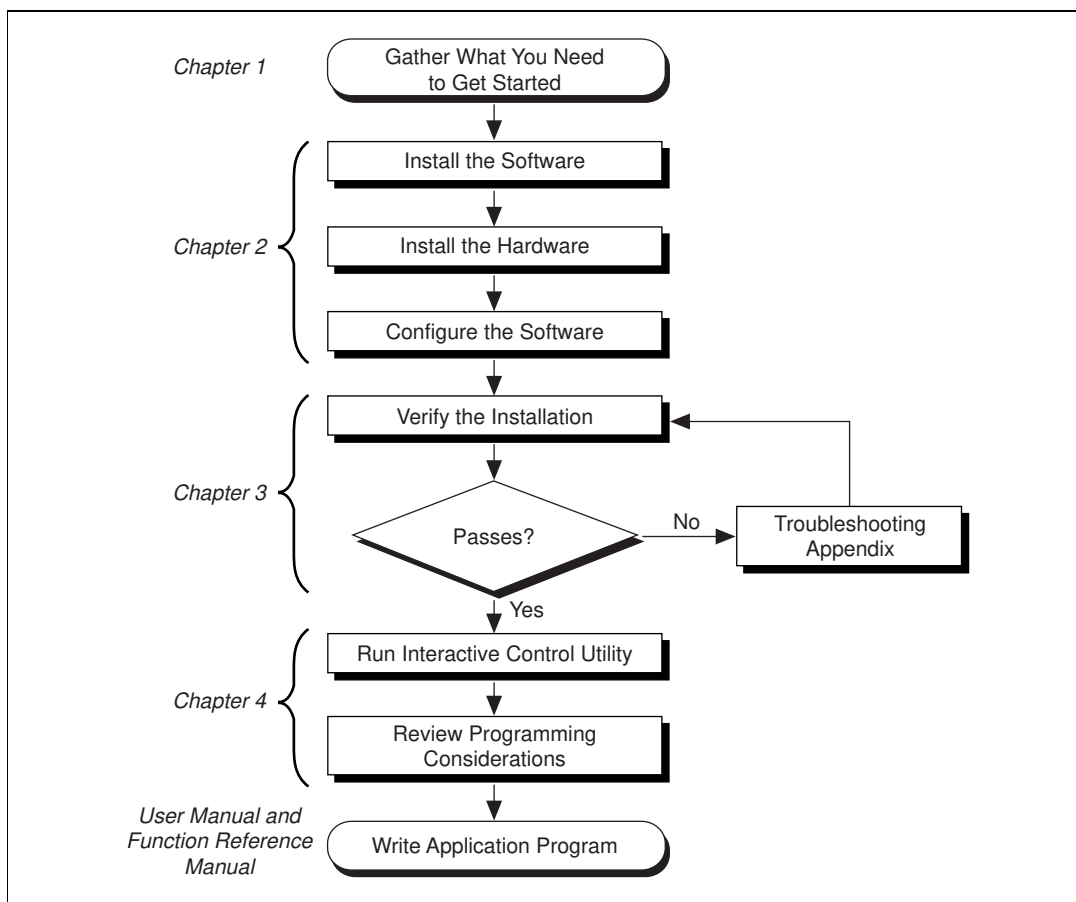 Chapter 1
Gather What You Need
to Get Started
Install the Software
Chapter 2
Install the Hardware
Configure the Software
Verify the Installation
Chapter 3
Passes?
No
Troubleshooting
Appendix
Yes
Run Interactive Control Utility
Chapter 4
Review Programming
Considerations
User Manual and
Function Reference
Manual
Write Application Program